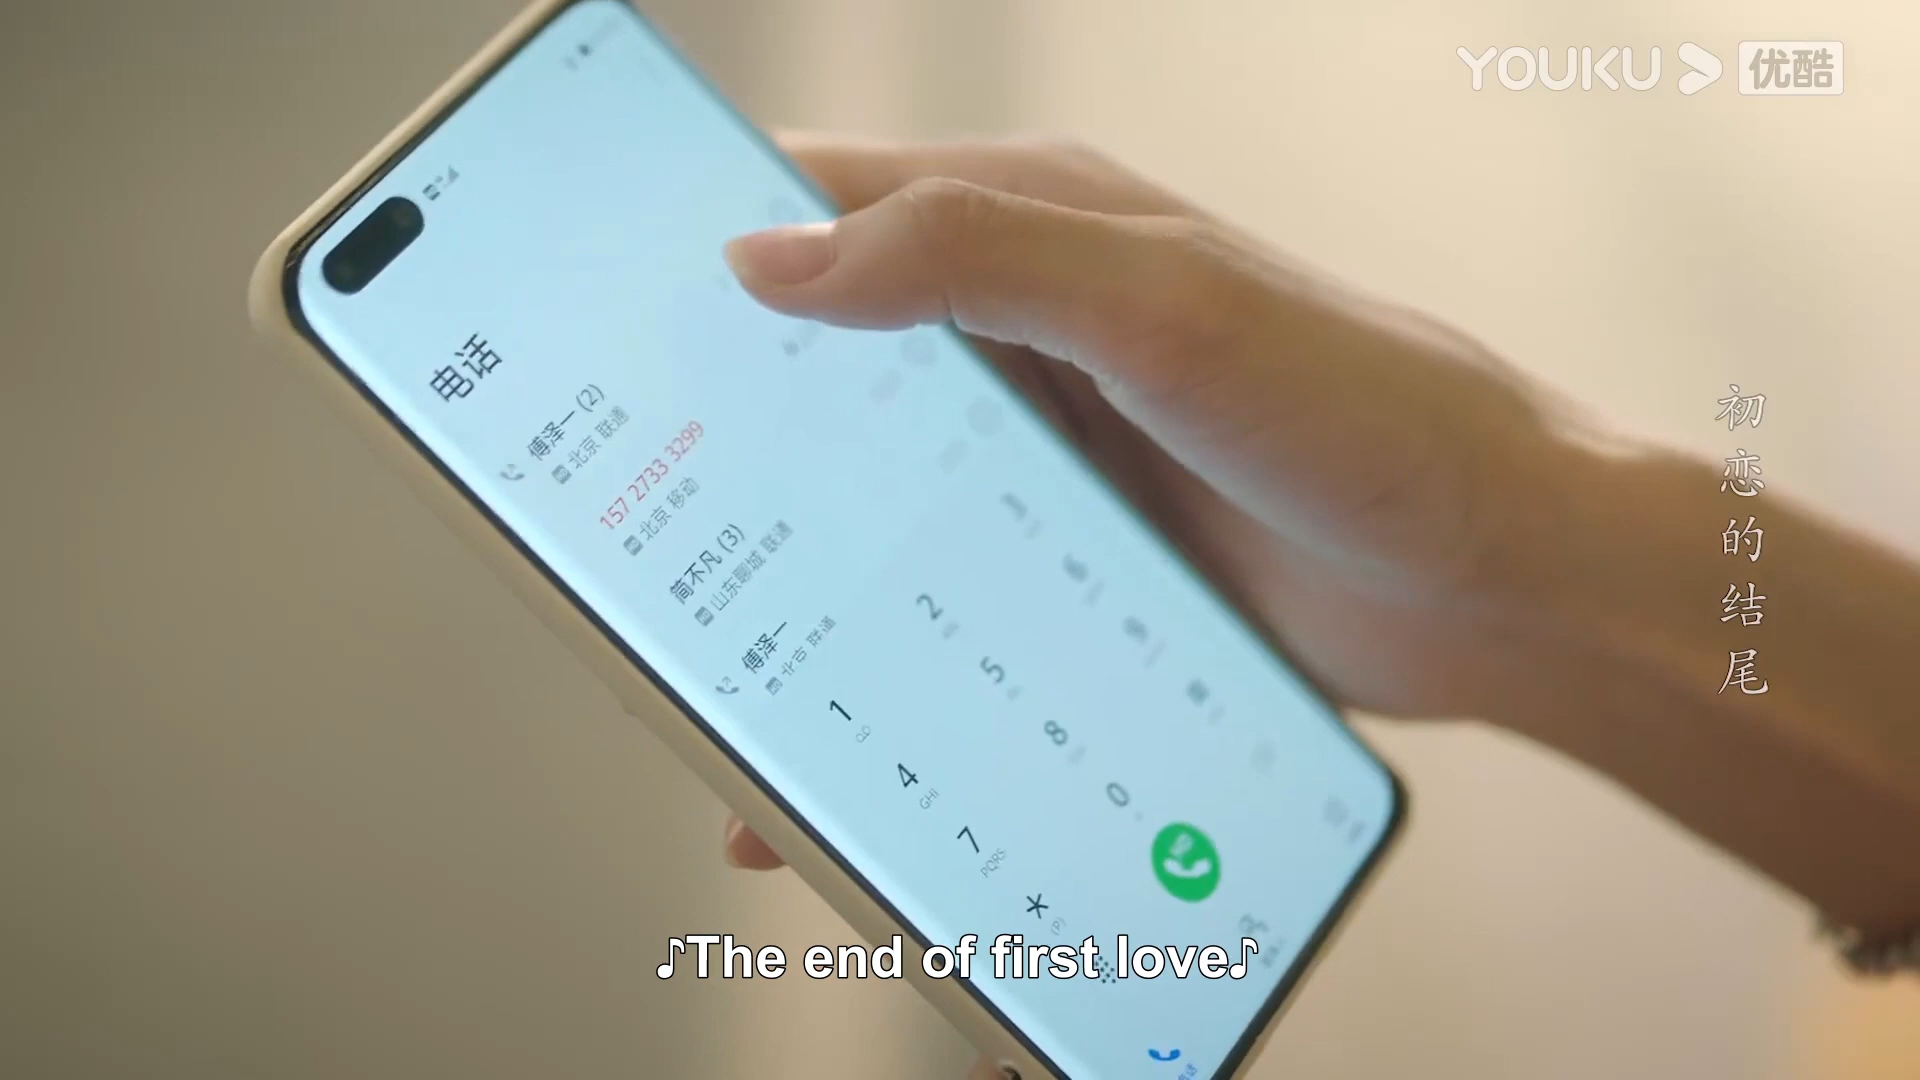 YOUKU 优酷
电话
傅泽一 (2)
北京 联通
157 2733 3299
北京 移动
简不凡 (3)
山东聊城 联通
傅泽一
北京 联通
1
2
4
GHI
5
7
PQRS
8
*
(P)
0
初恋的结尾
♪The end of first love♪